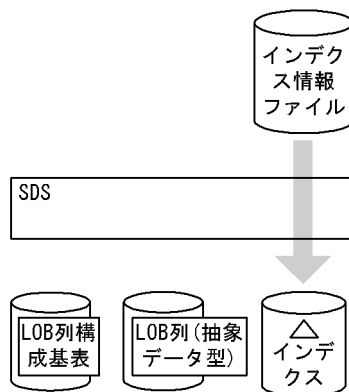 インデク
ス情報
ファイル
SDS
LOB列構
成基表
LOB列(抽象
データ型)
インデ
クス